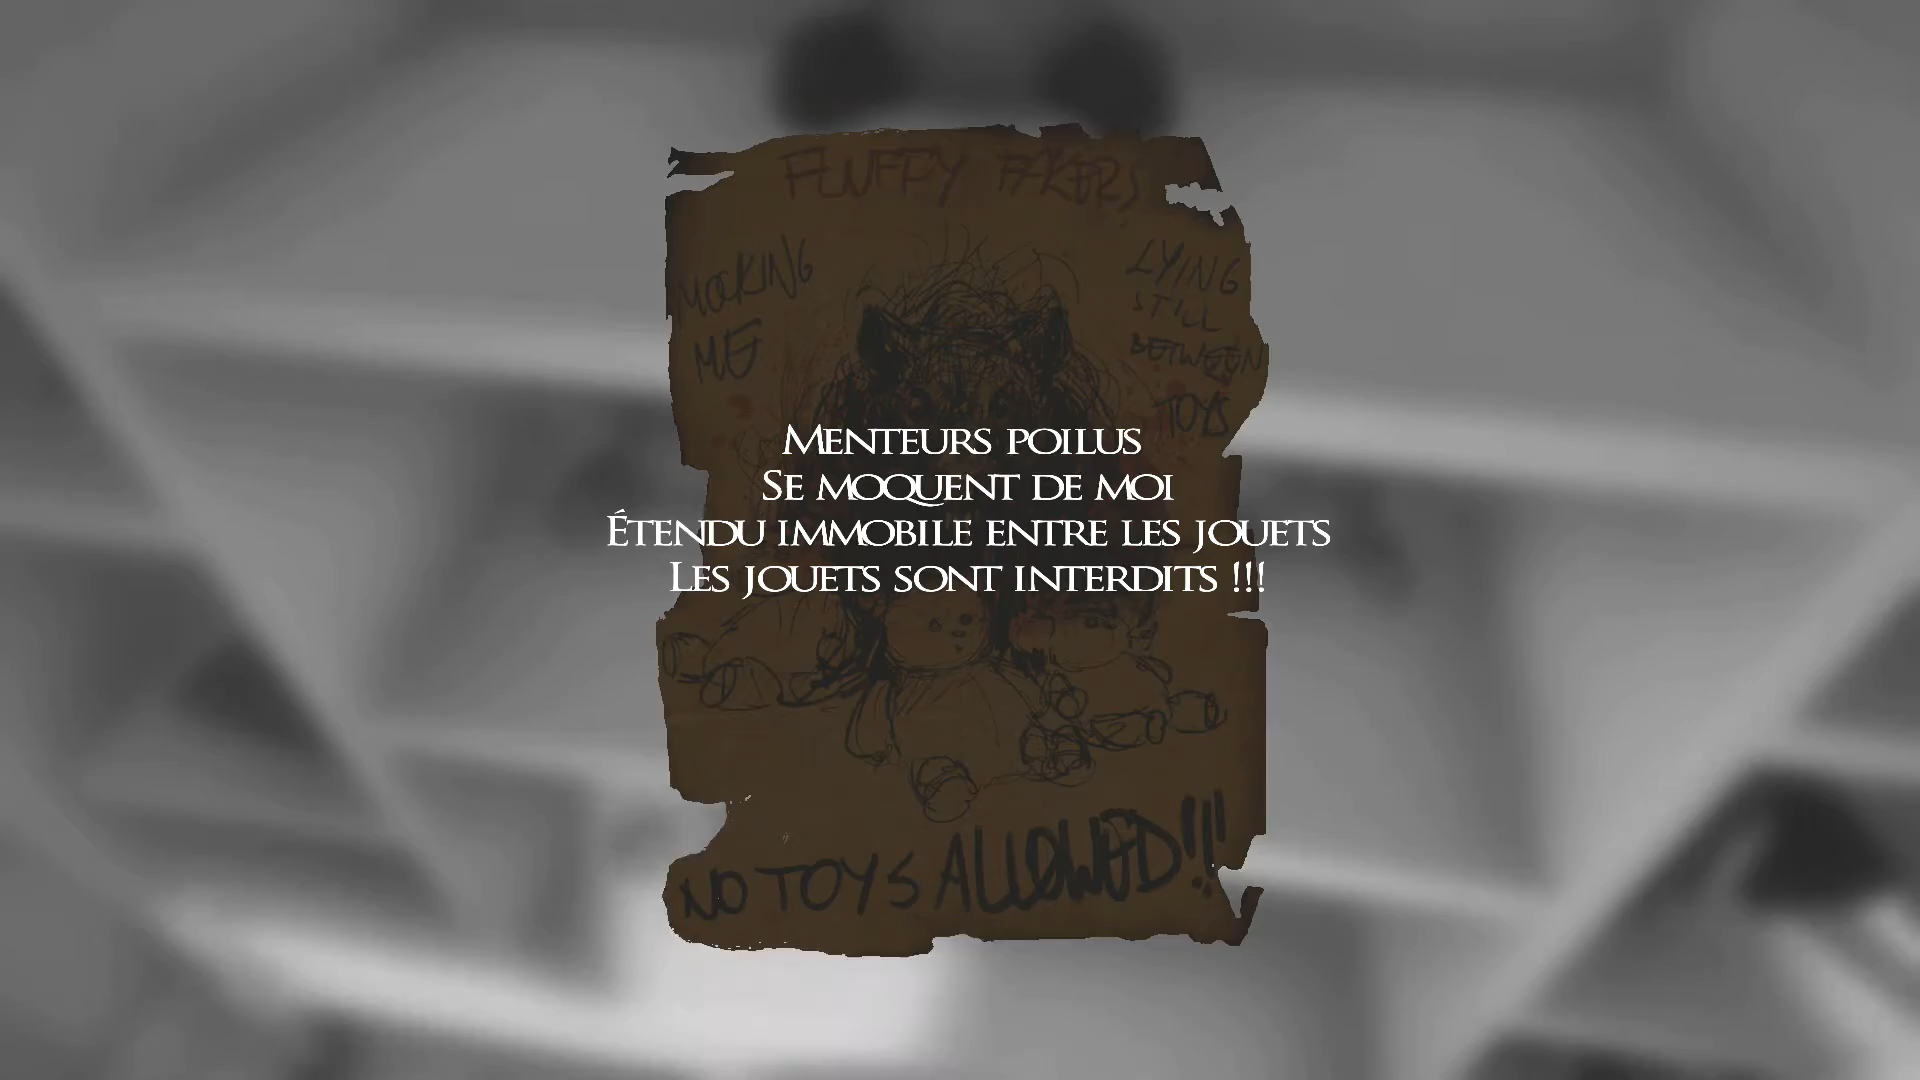 FLUFFY FAKERS
MOCKING
ME
LYING
STILL
BETWEEN
TOYS
Menteurs poilus
Se moquent de moi
Étendu immobile entre les jouets
Les jouets sont interdits !!!
NO TOYS ALLOWED!!!